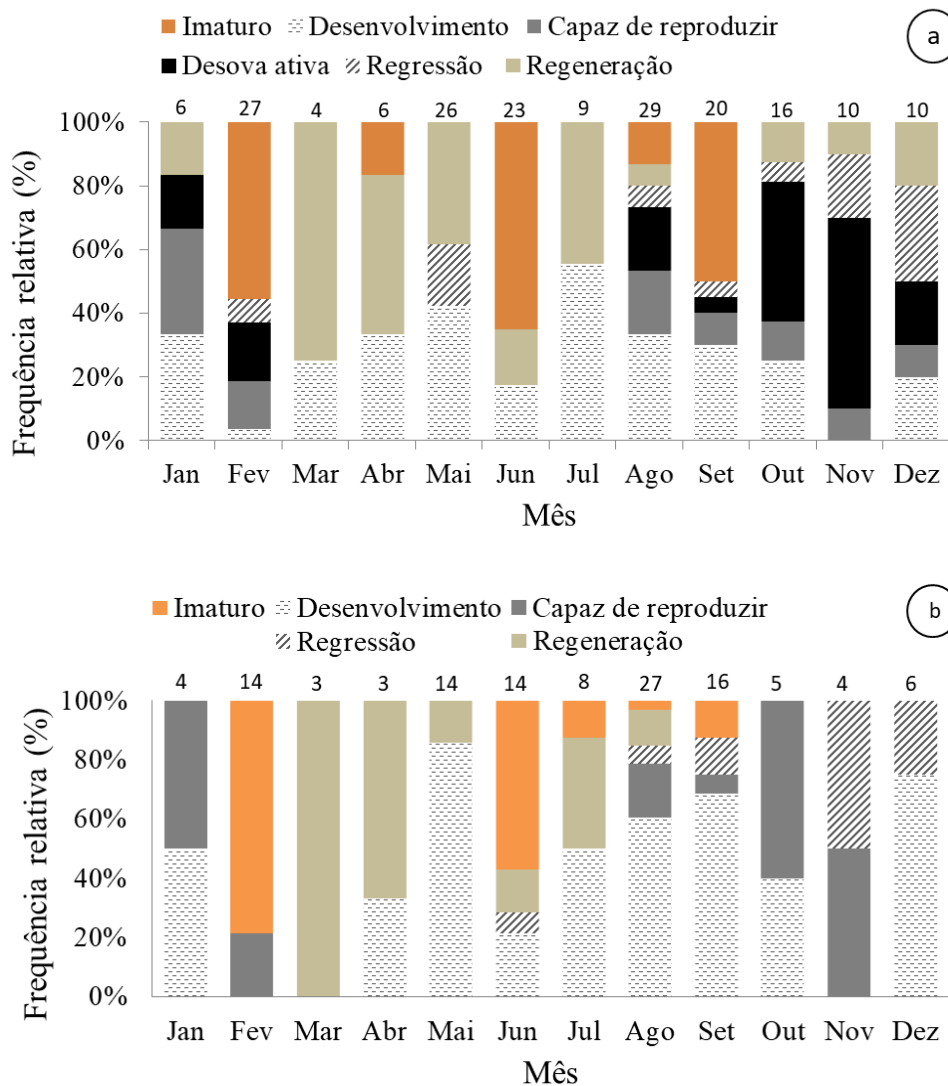 Imaturo Desenvolvimento Capaz de reproduzir
a
Desova ativa Regressão Regeneração
6 27 4 6 26 23 9 29 20 16 10 10
100%
80%
60%
40%
20%
0%
Frequência relativa (%)
Jan Fev Mar Abr Mai Jun Jul Ago Set Out Nov Dez
Mês
Imaturo Desenvolvimento Capaz de reproduzir
b
Regressão Regeneração
4 14 3 3 14 14 8 27 16 5 4 6
100%
80%
60%
40%
20%
0%
Frequência relativa (%)
Jan Fev Mar Abr Mai Jun Jul Ago Set Out Nov Dez
Mês